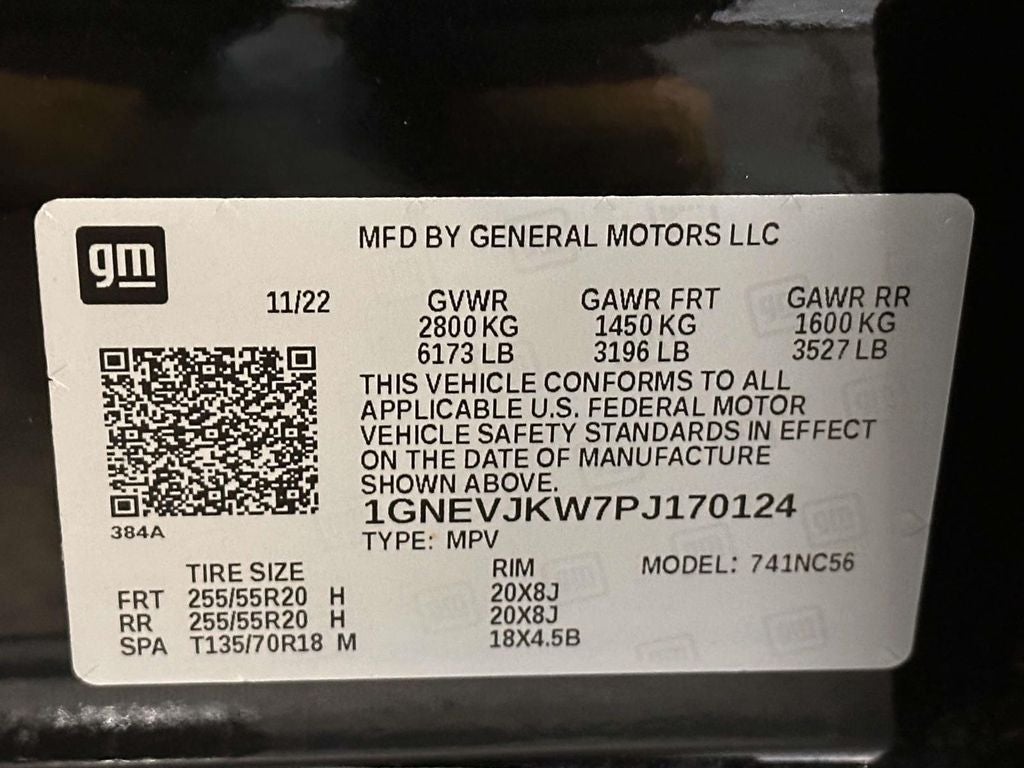 gm
MFD BY GENERAL MOTORS LLC
11/22 GVWR GAWR FRT GAWR RR
2800 KG 1450 KG 1600 KG
6173 LB 3196 LB 3527 LB
THIS VEHICLE CONFORMS TO ALL
APPLICABLE U.S. FEDERAL MOTOR
VEHICLE SAFETY STANDARDS IN EFFECT
ON THE DATE OF MANUFACTURE
SHOWN ABOVE.
1GNEVJKW7PJ170124
384A
TYPE: MPV
TIRE SIZE RIM MODEL: 741NC56
FRT 255/55R20 H 20X8J
RR 255/55R20 H 20X8J
SPA T135/70R18 M 18X4.5B